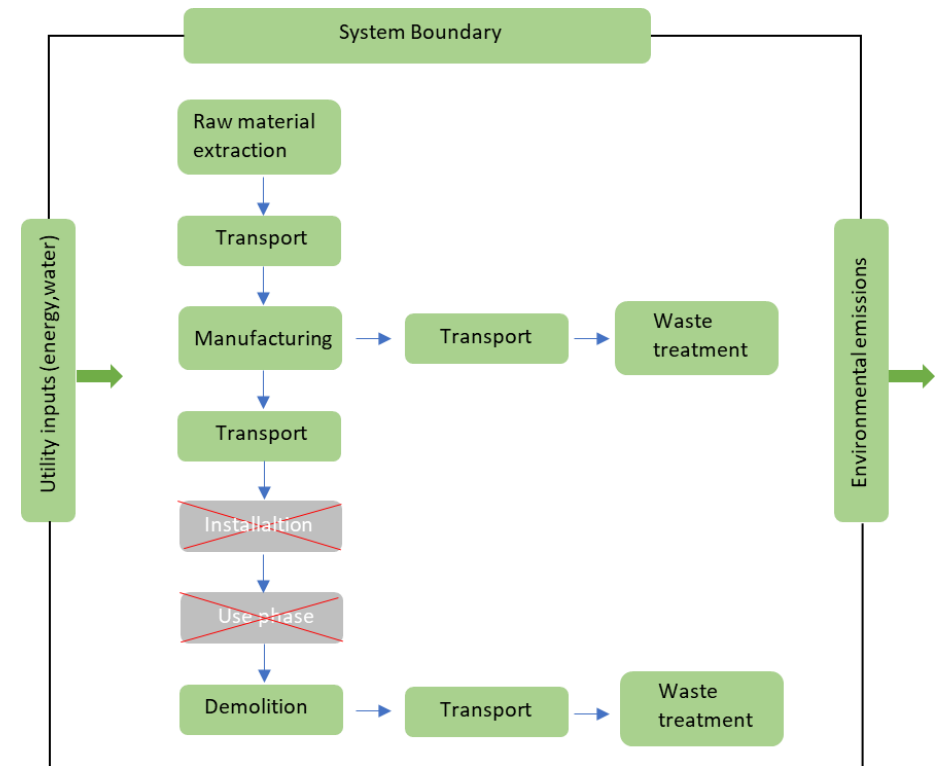 System Boundary
Raw material
extraction
Transport
Utility inputs (energy,water)
Environmental emissions
Manufacturing
Transport
Waste
treatment
Transport
Installaltion
Use phase
Demolition
Transport
Waste
treatment